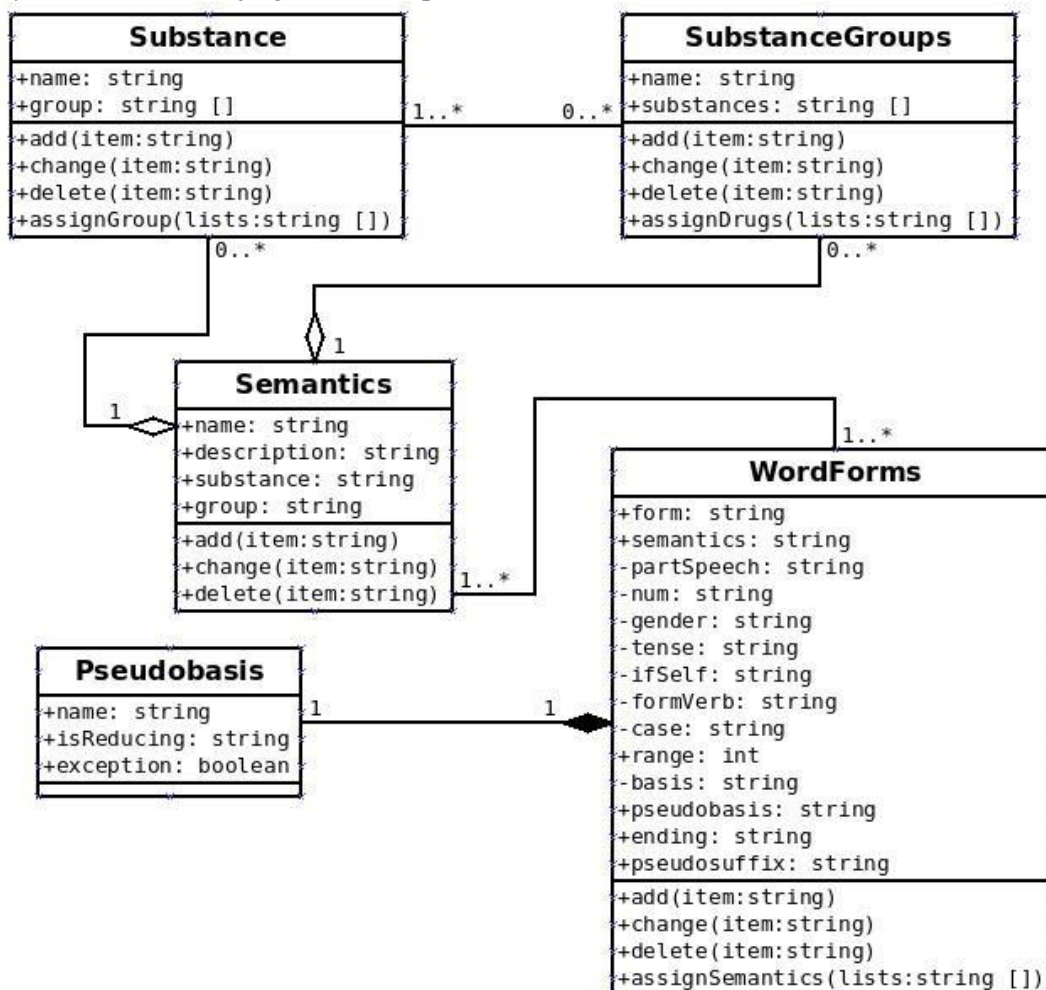 Substance
+name: string
+group: string []
+add(item:string)
+change(item:string)
+delete(item:string)
+assignGroup(lists:string [])
SubstanceGroups
+name: string
+substances: string []
+add(item:string)
+change(item:string)
+delete(item:string)
+assignDrugs(lists:string [])
1..*
0..*
0..*
0..*
1
1
Semantics
+name: string
+description: string
+substance: string
+group: string
+add(item:string)
+change(item:string)
+delete(item:string)
1..*
1..*
WordForms
+form: string
+semantics: string
-partSpeech: string
-num: string
-gender: string
-tense: string
-ifSelf: string
-formVerb: string
-case: string
+range: int
-basis: string
+pseudobasis: string
+ending: string
+pseudosuffix: string
+add(item:string)
+change(item:string)
+delete(item:string)
+assignSemantics(lists:string [])
Pseudobasis
+name: string
+isReducing: string
+exception: boolean
1
1